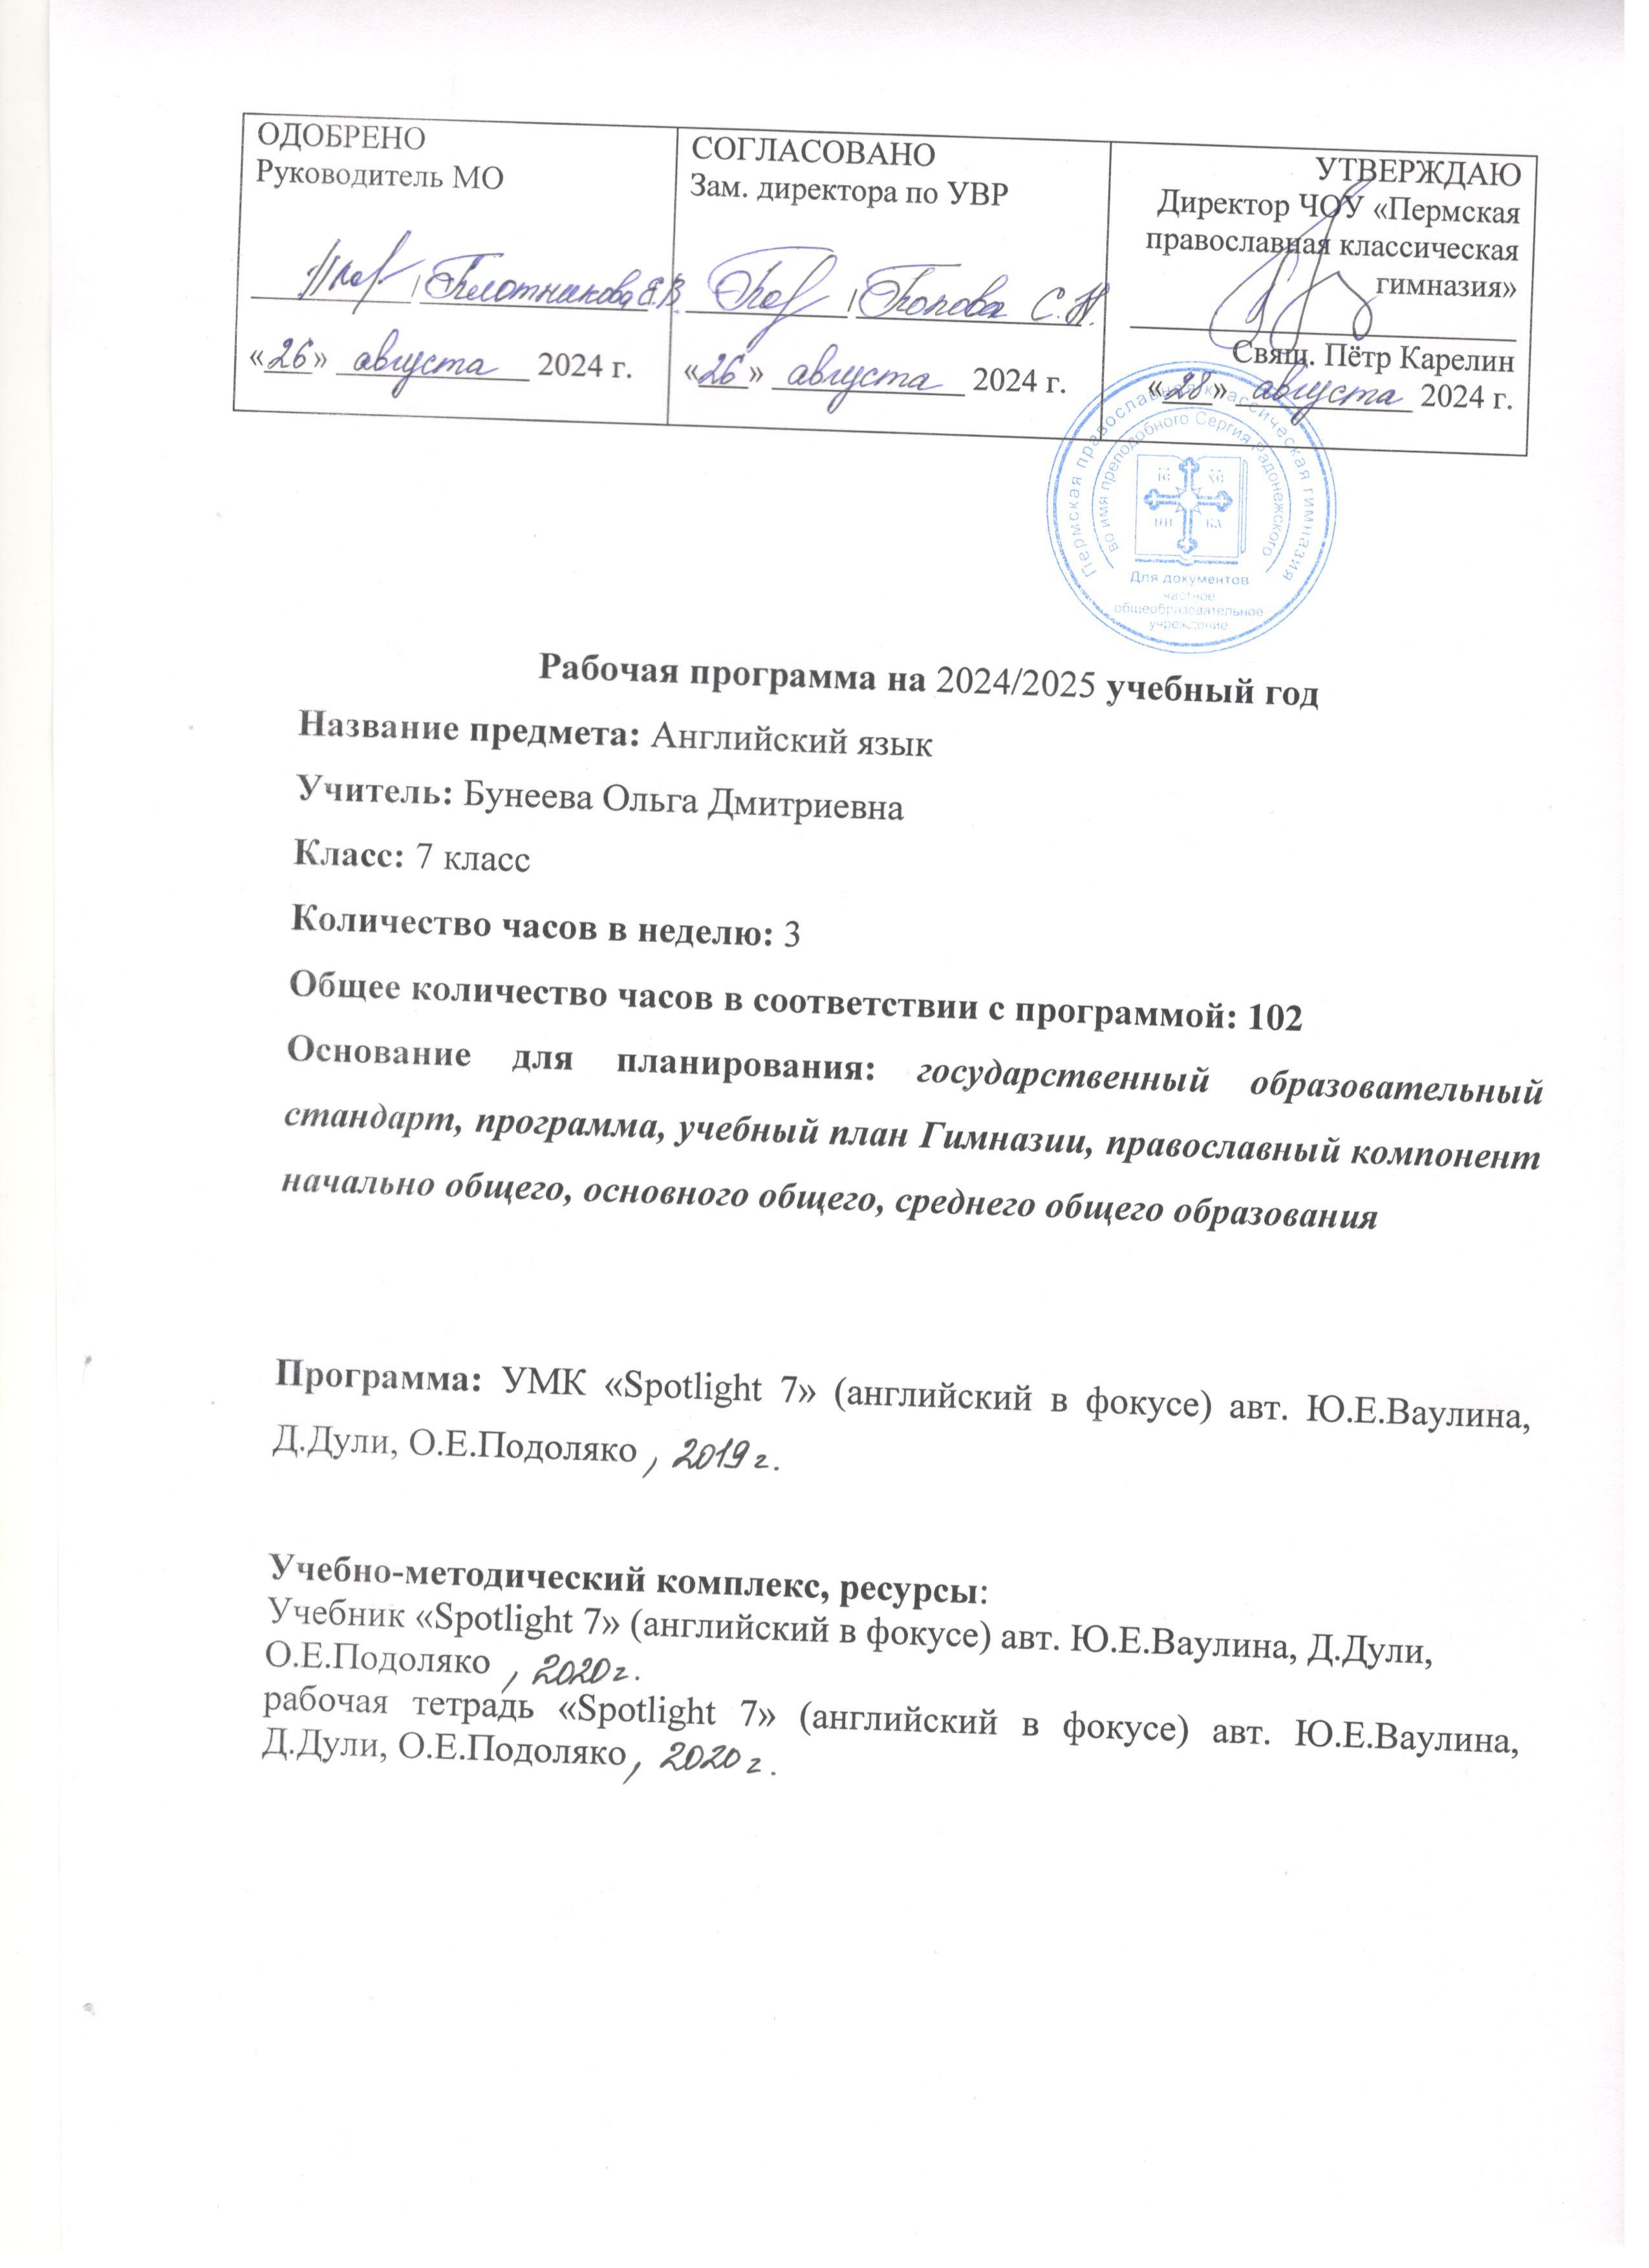 ОДОБРЕНО
Руководитель МО
Плотникова Е.В.
«26» августа 2024 г.
СОГЛАСОВАНО
Зам. директора по УВР
Попова С.Н.
«26» августа 2024 г.
УТВЕРЖДАЮ
Директор ЧОУ «Пермская
православная классическая
гимназия»
Свящ. Пётр Карелин
«28» августа 2024 г.
Пермская православная классическая гимназия
во имя преподобного Сергия Радонежского
IC XC
НИ КА
Для документов
частное
общеобразовательное
учреждение
Рабочая программа на 2024/2025 учебный год
Название предмета: Английский язык
Учитель: Бунеева Ольга Дмитриевна
Класс: 7 класс
Количество часов в неделю: 3
Общее количество часов в соответствии с программой: 102
Основание для планирования: государственный образовательный
стандарт, программа, учебный план Гимназии, православный компонент
начально общего, основного общего, среднего общего образования
Программа: УМК «Spotlight 7» (английский в фокусе) авт. Ю.Е.Ваулина,
Д.Дули, О.Е.Подоляко , 2019 г.
Учебно-методический комплекс, ресурсы:
Учебник «Spotlight 7» (английский в фокусе) авт. Ю.Е.Ваулина, Д.Дули,
О.Е.Подоляко , 2020 г.
рабочая тетрадь «Spotlight 7» (английский в фокусе) авт. Ю.Е.Ваулина,
Д.Дули, О.Е.Подоляко, 2020 г.